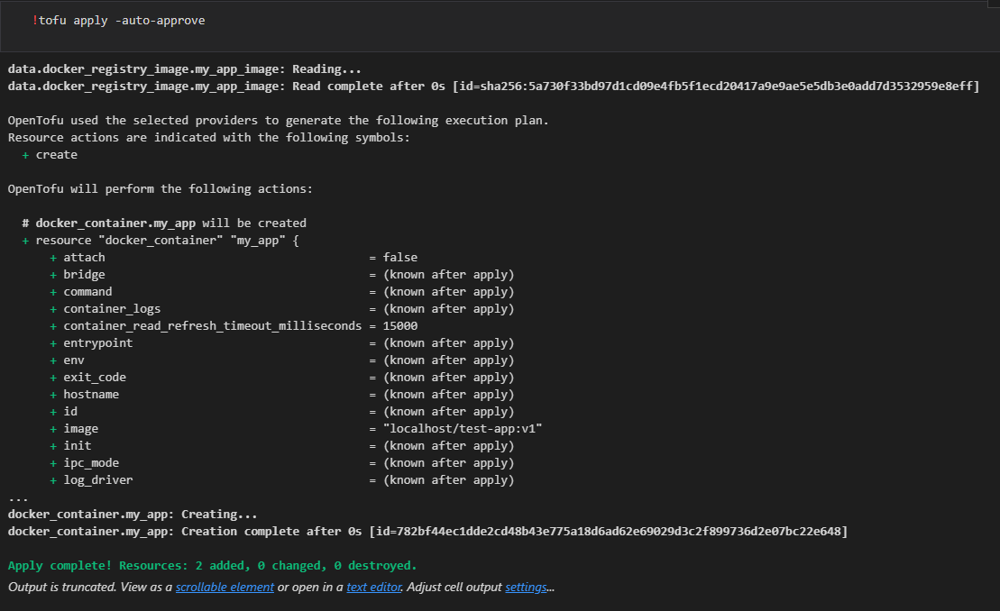 !tofu apply -auto-approve
data.docker_registry_image.my_app_image: Reading...
data.docker_registry_image.my_app_image: Read complete after 0s [id=sha256:5a730f33bd97d1cd09e4fb5f1ecd20417a9e9ae5e5db3e0add7d3532959e8eff]
OpenTofu used the selected providers to generate the following execution plan.
Resource actions are indicated with the following symbols:
+ create
OpenTofu will perform the following actions:
# docker_container.my_app will be created
+ resource "docker_container" "my_app" {
+ attach = false
+ bridge = (known after apply)
+ command = (known after apply)
+ container_logs = (known after apply)
+ container_read_refresh_timeout_milliseconds = 15000
+ entrypoint = (known after apply)
+ env = (known after apply)
+ exit_code = (known after apply)
+ hostname = (known after apply)
+ id = (known after apply)
+ image = "localhost/test-app:v1"
+ init = (known after apply)
+ ipc_mode = (known after apply)
+ log_driver = (known after apply)
...
docker_container.my_app: Creating...
docker_container.my_app: Creation complete after 0s [id=782bf44ec1dde2cd48b43e775a18d6ad62e69029d3c2f899736d2e07bc22e648]
Apply complete! Resources: 2 added, 0 changed, 0 destroyed.
Output is truncated. View as a scrollable element or open in a text editor. Adjust cell output settings...